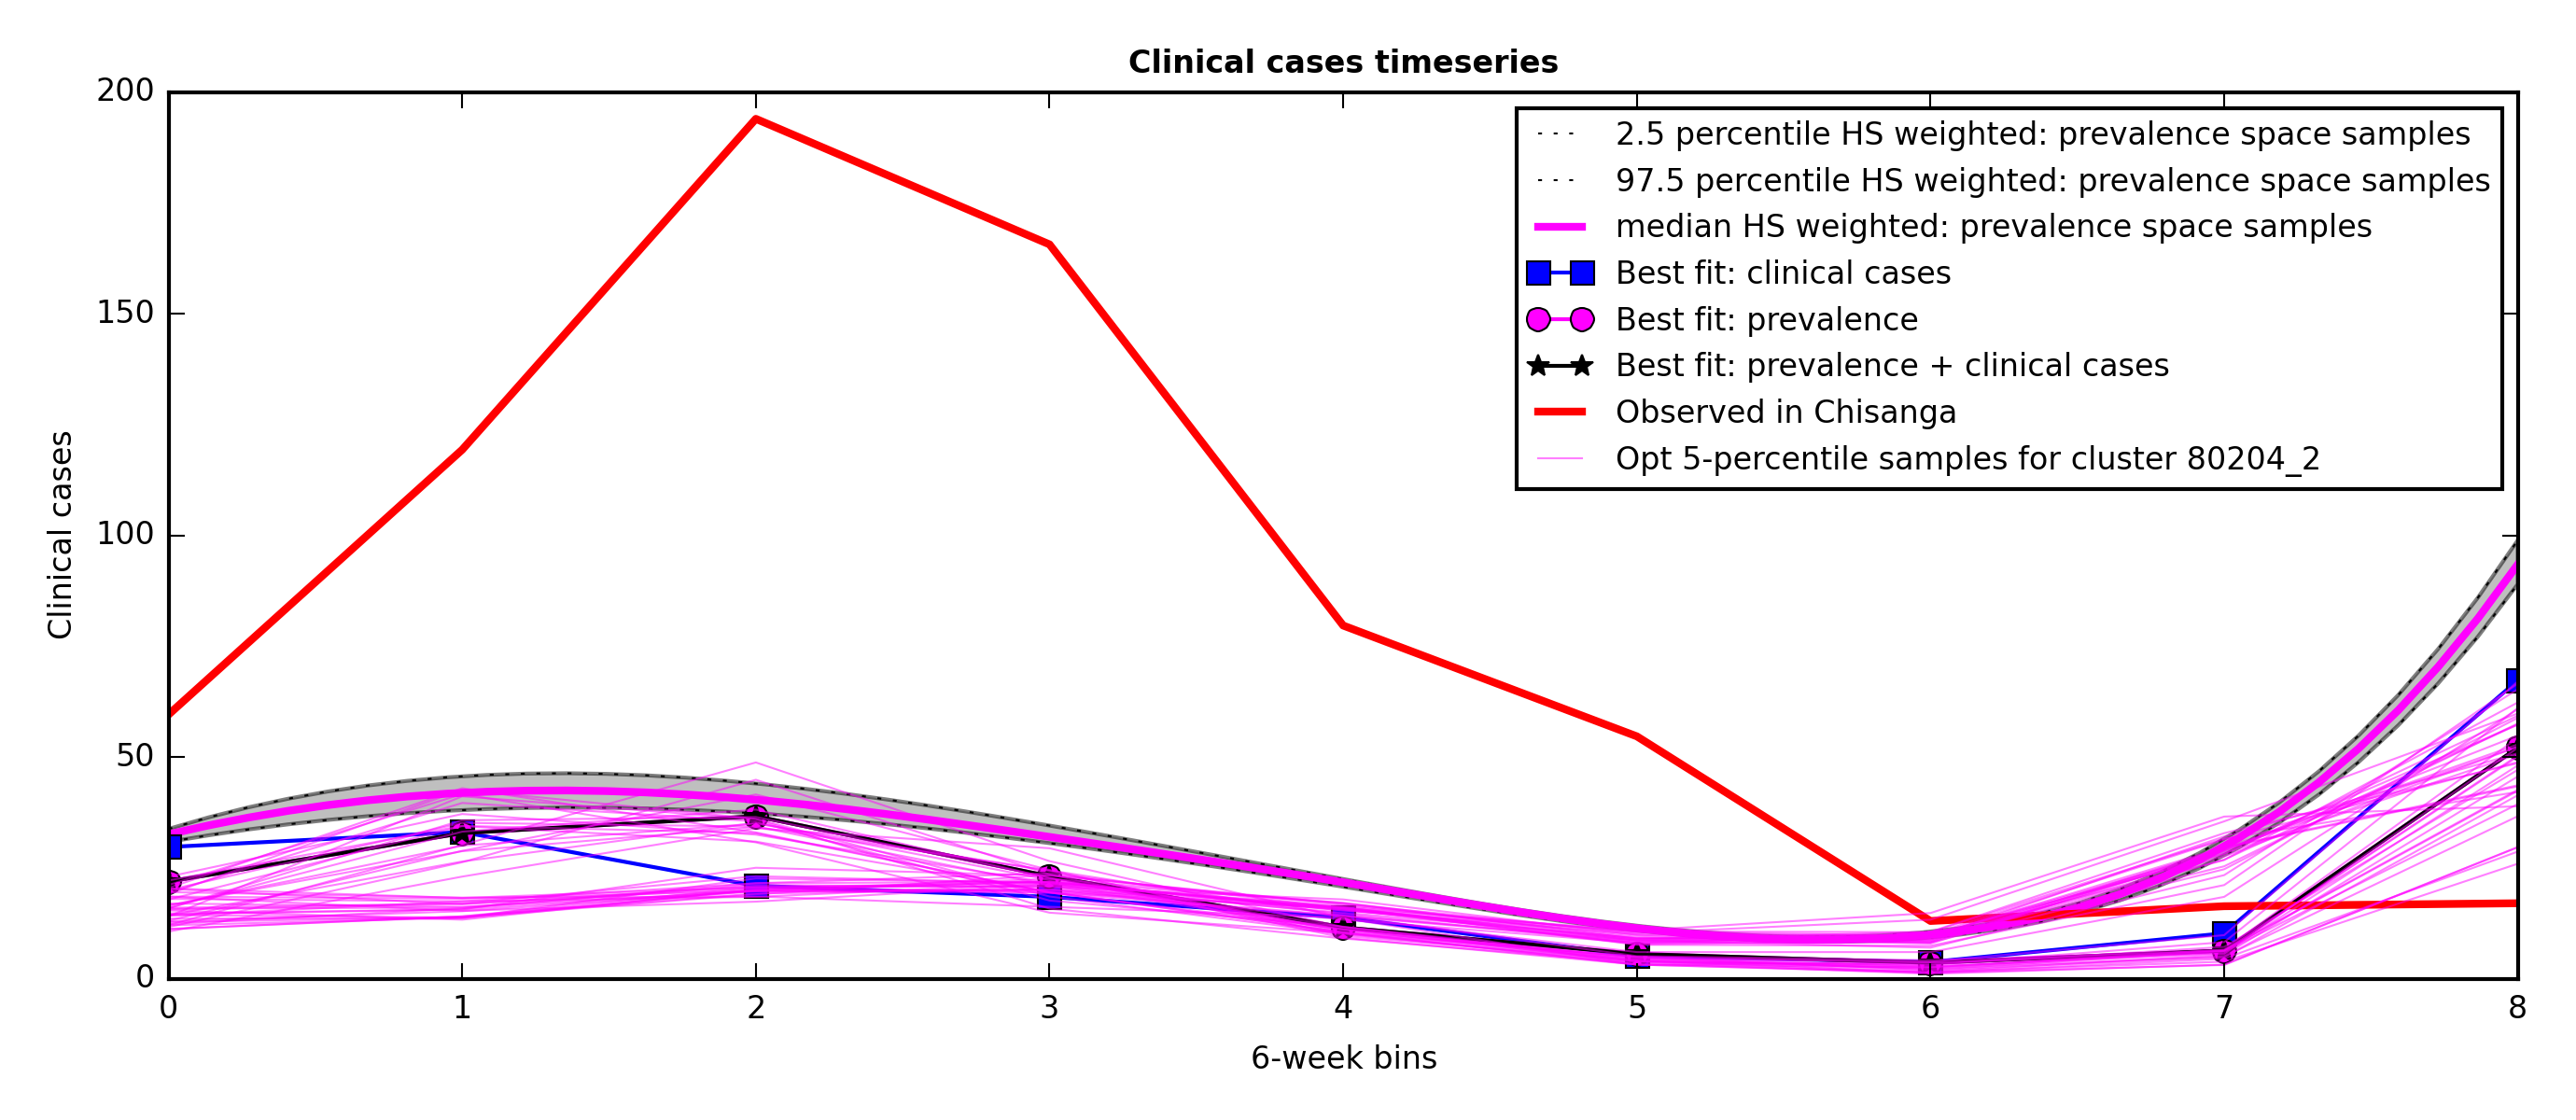 Clinical cases timeseries
200
150
100
50
0
Clinical cases
2.5 percentile HS weighted: prevalence space samples
97.5 percentile HS weighted: prevalence space samples
median HS weighted: prevalence space samples
Best fit: clinical cases
Best fit: prevalence
Best fit: prevalence + clinical cases
Observed in Chisanga
Opt 5-percentile samples for cluster 80204_2
0 1 2 3 4 5 6 7 8
6-week bins